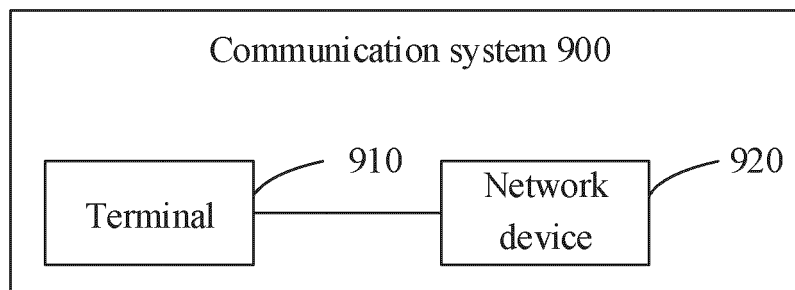 Communication system 900
910
920
Terminal
Network
device